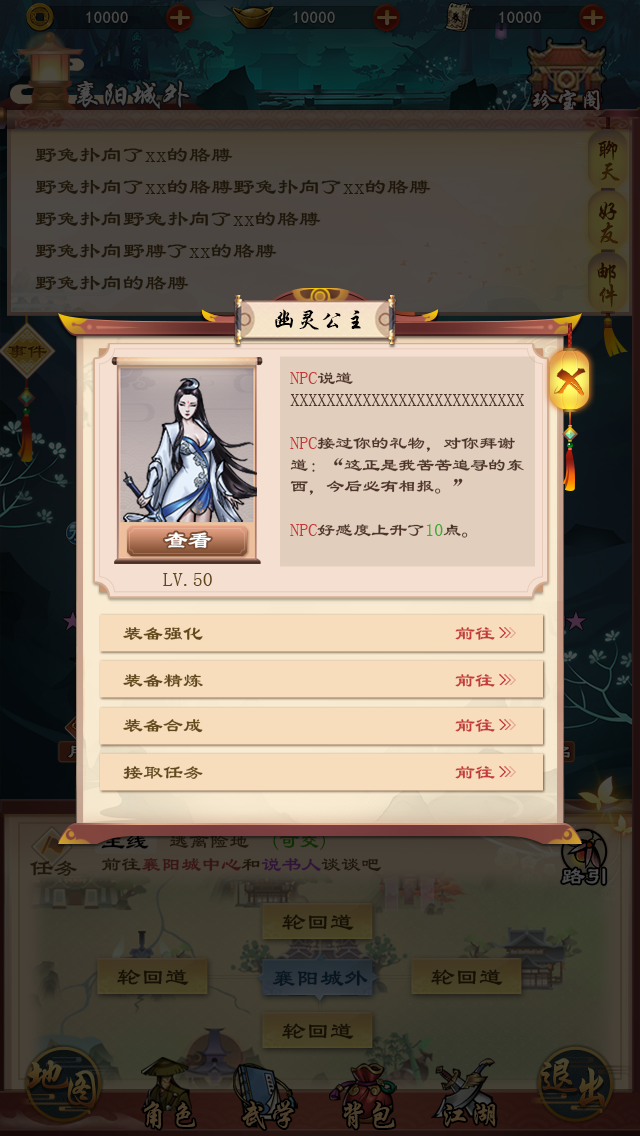 10000 10000 10000
襄阳城外
珍宝阁
野兔扑向了xx的胳膊
野兔扑向了xx的胳膊野兔扑向了xx的胳膊
野兔扑向野兔扑向了xx的胳膊
野兔扑向野膊了xx的胳膊
野兔扑向的胳膊
聊天
好友
邮件
事件
幽灵公主
NPC说道
XXXXXXXXXXXXXXXXXXXXXXXXXX
NPC接过你的礼物，对你拜谢
道：“这正是我苦苦追寻的东
西，今后必有相报。”
NPC好感度上升了10点。
查看
LV.50
装备强化 前往
装备精炼 前往
装备合成 前往
接取任务 前往
主线 逃离险地 (可交)
任务 前往襄阳城中心和说书人谈谈吧
路引
轮回道
轮回道 襄阳城外 轮回道
轮回道
地图 角色 武学 背包 江湖 退出